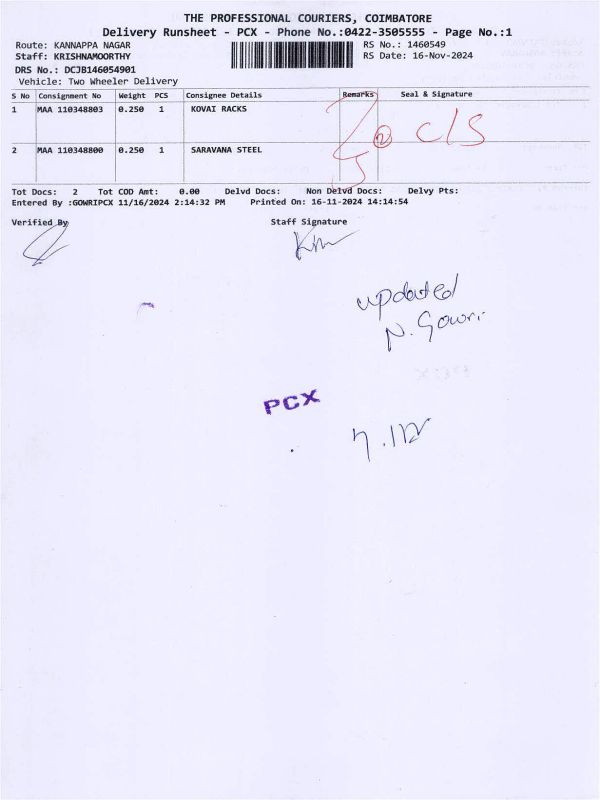 THE PROFESSIONAL COURIERS, COIMBATORE
Delivery Runsheet - PCX - Phone No.:0422-3505555 - Page No.:1
Route: KANNAPPA NAGAR RS No.: 1460549
Staff: KRISHNAMOORTHY RS Date: 16-Nov-2024
DRS No.: DCJB146054901
Vehicle: Two Wheeler Delivery
S No Consignment No Weight PCS Consignee Details Remarks Seal & Signature
1 MAA 110348803 0.250 1 KOVAI RACKS
2 C/S
2 MAA 110348800 0.250 1 SARAVANA STEEL
Tot Docs: 2 Tot COD Amt: 0.00 Delvd Docs: Non Delvd Docs: Delvy Pts:
Entered By :GOWRIPCX 11/16/2024 2:14:32 PM Printed On: 16-11-2024 14:14:54
Verified By Staff Signature
updated
N. Gowri
PCX